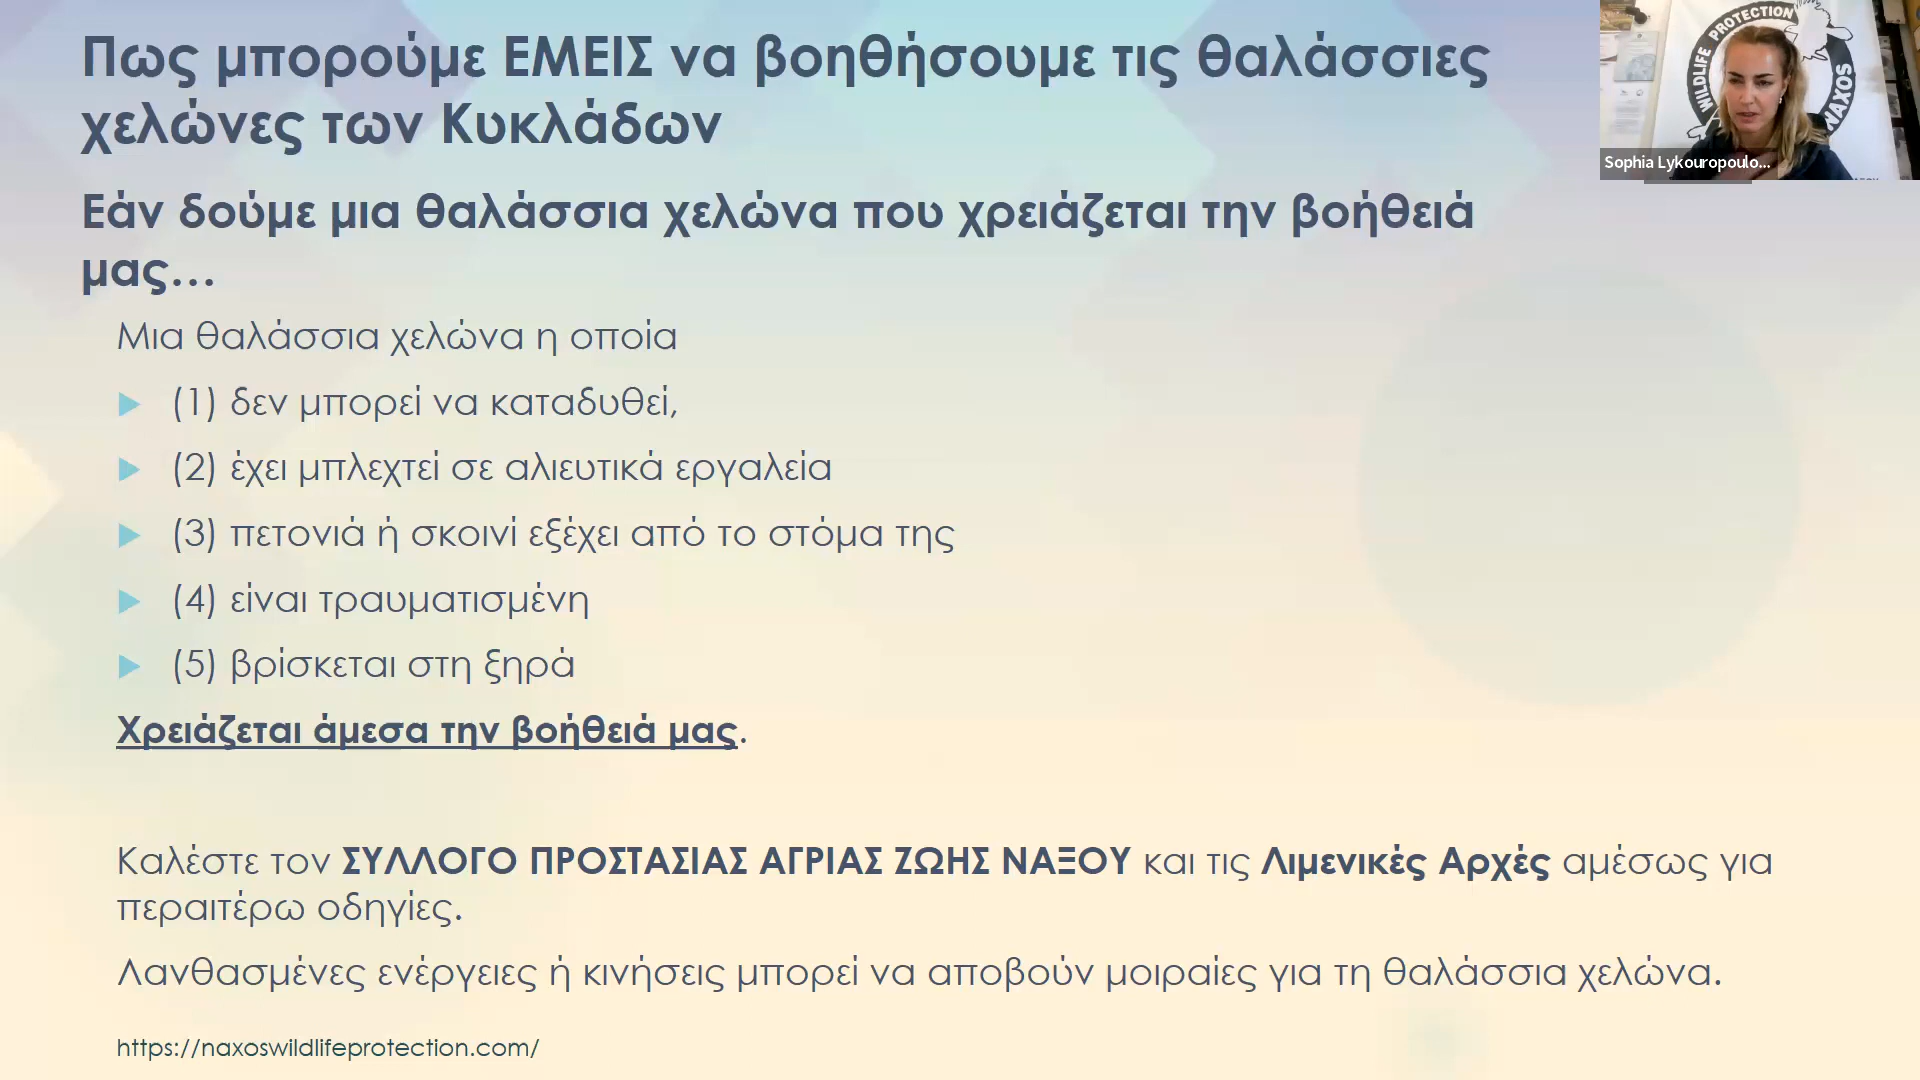 Πως μπορούμε ΕΜΕΙΣ να βοηθήσουμε τις θαλάσσιες
χελώνες των Κυκλάδων
Εάν δούμε μια θαλάσσια χελώνα που χρειάζεται την βοήθειά
μας…
Μια θαλάσσια χελώνα η οποία
(1) δεν μπορεί να καταδυθεί,
(2) έχει μπλεχτεί σε αλιευτικά εργαλεία
(3) πετονιά ή σκοινί εξέχει από το στόμα της
(4) είναι τραυματισμένη
(5) βρίσκεται στη ξηρά
Χρειάζεται άμεσα την βοήθειά μας.
Καλέστε τον ΣΥΛΛΟΓΟ ΠΡΟΣΤΑΣΙΑΣ ΑΓΡΙΑΣ ΖΩΗΣ ΝΑΞΟΥ και τις Λιμενικές Αρχές αμέσως για
περαιτέρω οδηγίες.
Λανθασμένες ενέργειες ή κινήσεις μπορεί να αποβούν μοιραίες για τη θαλάσσια χελώνα.
https://naxoswildlifeprotection.com/
WILDLIFE PROTECTION
NAXOS
Sophia Lykouropoulo...